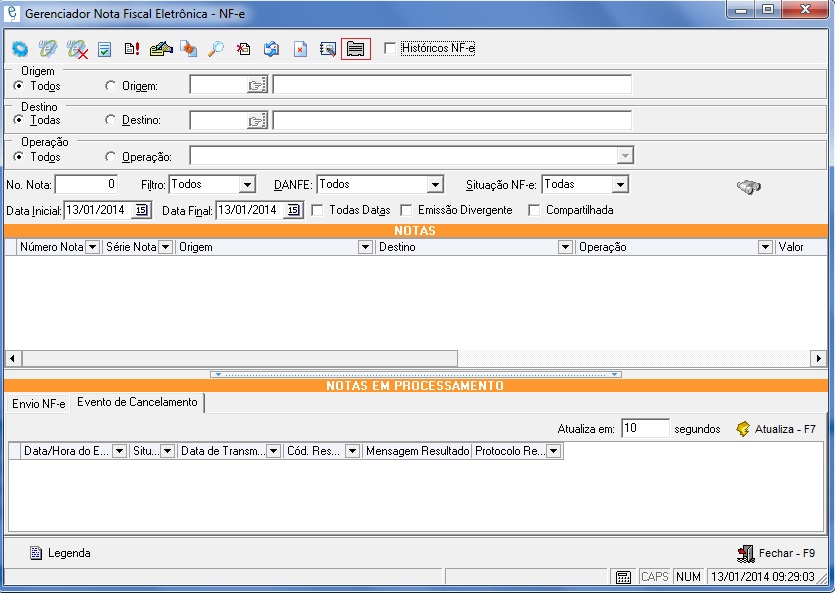 Gerenciador Nota Fiscal Eletrônica - NF-e
Históricos NF-e
Origem
Todos Origem:
Destino
Todas Destino:
Operação
Todos Operação:
No. Nota: 0 Filtro: Todos DANFE: Todos Situação NF-e: Todas
Data Inicial: 13/01/2014 15 Data Final: 13/01/2014 15 Todas Datas Emissão Divergente Compartilhada
NOTAS
Número Nota Série Nota Origem Destino Operação Valor
NOTAS EM PROCESSAMENTO
Envio NF-e Evento de Cancelamento
Atualiza em: 10 segundos Atualiza - F7
Data/Hora do E... Situ... Data de Transm... Cód. Res... Mensagem Resultado Protocolo Re...
Legenda Fechar - F9
CAPS NUM 13/01/2014 09:29:03